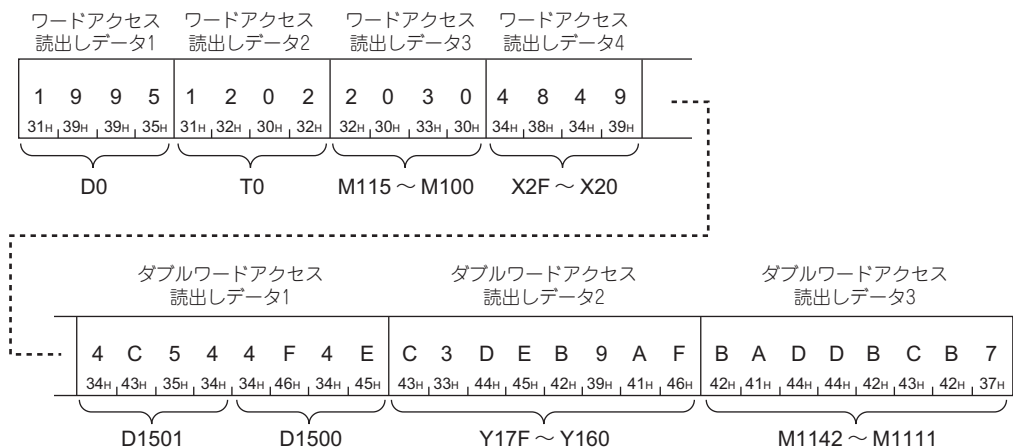 ワードアクセス ワードアクセス ワードアクセス ワードアクセス
読出しデータ1 読出しデータ2 読出しデータ3 読出しデータ4
1 9 9 5 1 2 0 2 2 0 3 0 4 8 4 9
31H 39H 39H 35H 31H 32H 30H 32H 32H 30H 33H 30H 34H 38H 34H 39H
D0 T0 M115 ～ M100 X2F ～ X20
ダブルワードアクセス ダブルワードアクセス ダブルワードアクセス
読出しデータ1 読出しデータ2 読出しデータ3
4 C 5 4 4 F 4 E C 3 D E B 9 A F B A D D B C B 7
34H 43H 35H 34H 34H 46H 34H 45H 43H 33H 44H 45H 42H 39H 41H 46H 42H 41H 44H 44H 42H 43H 42H 37H
D1501 D1500 Y17F ～ Y160 M1142 ～ M1111